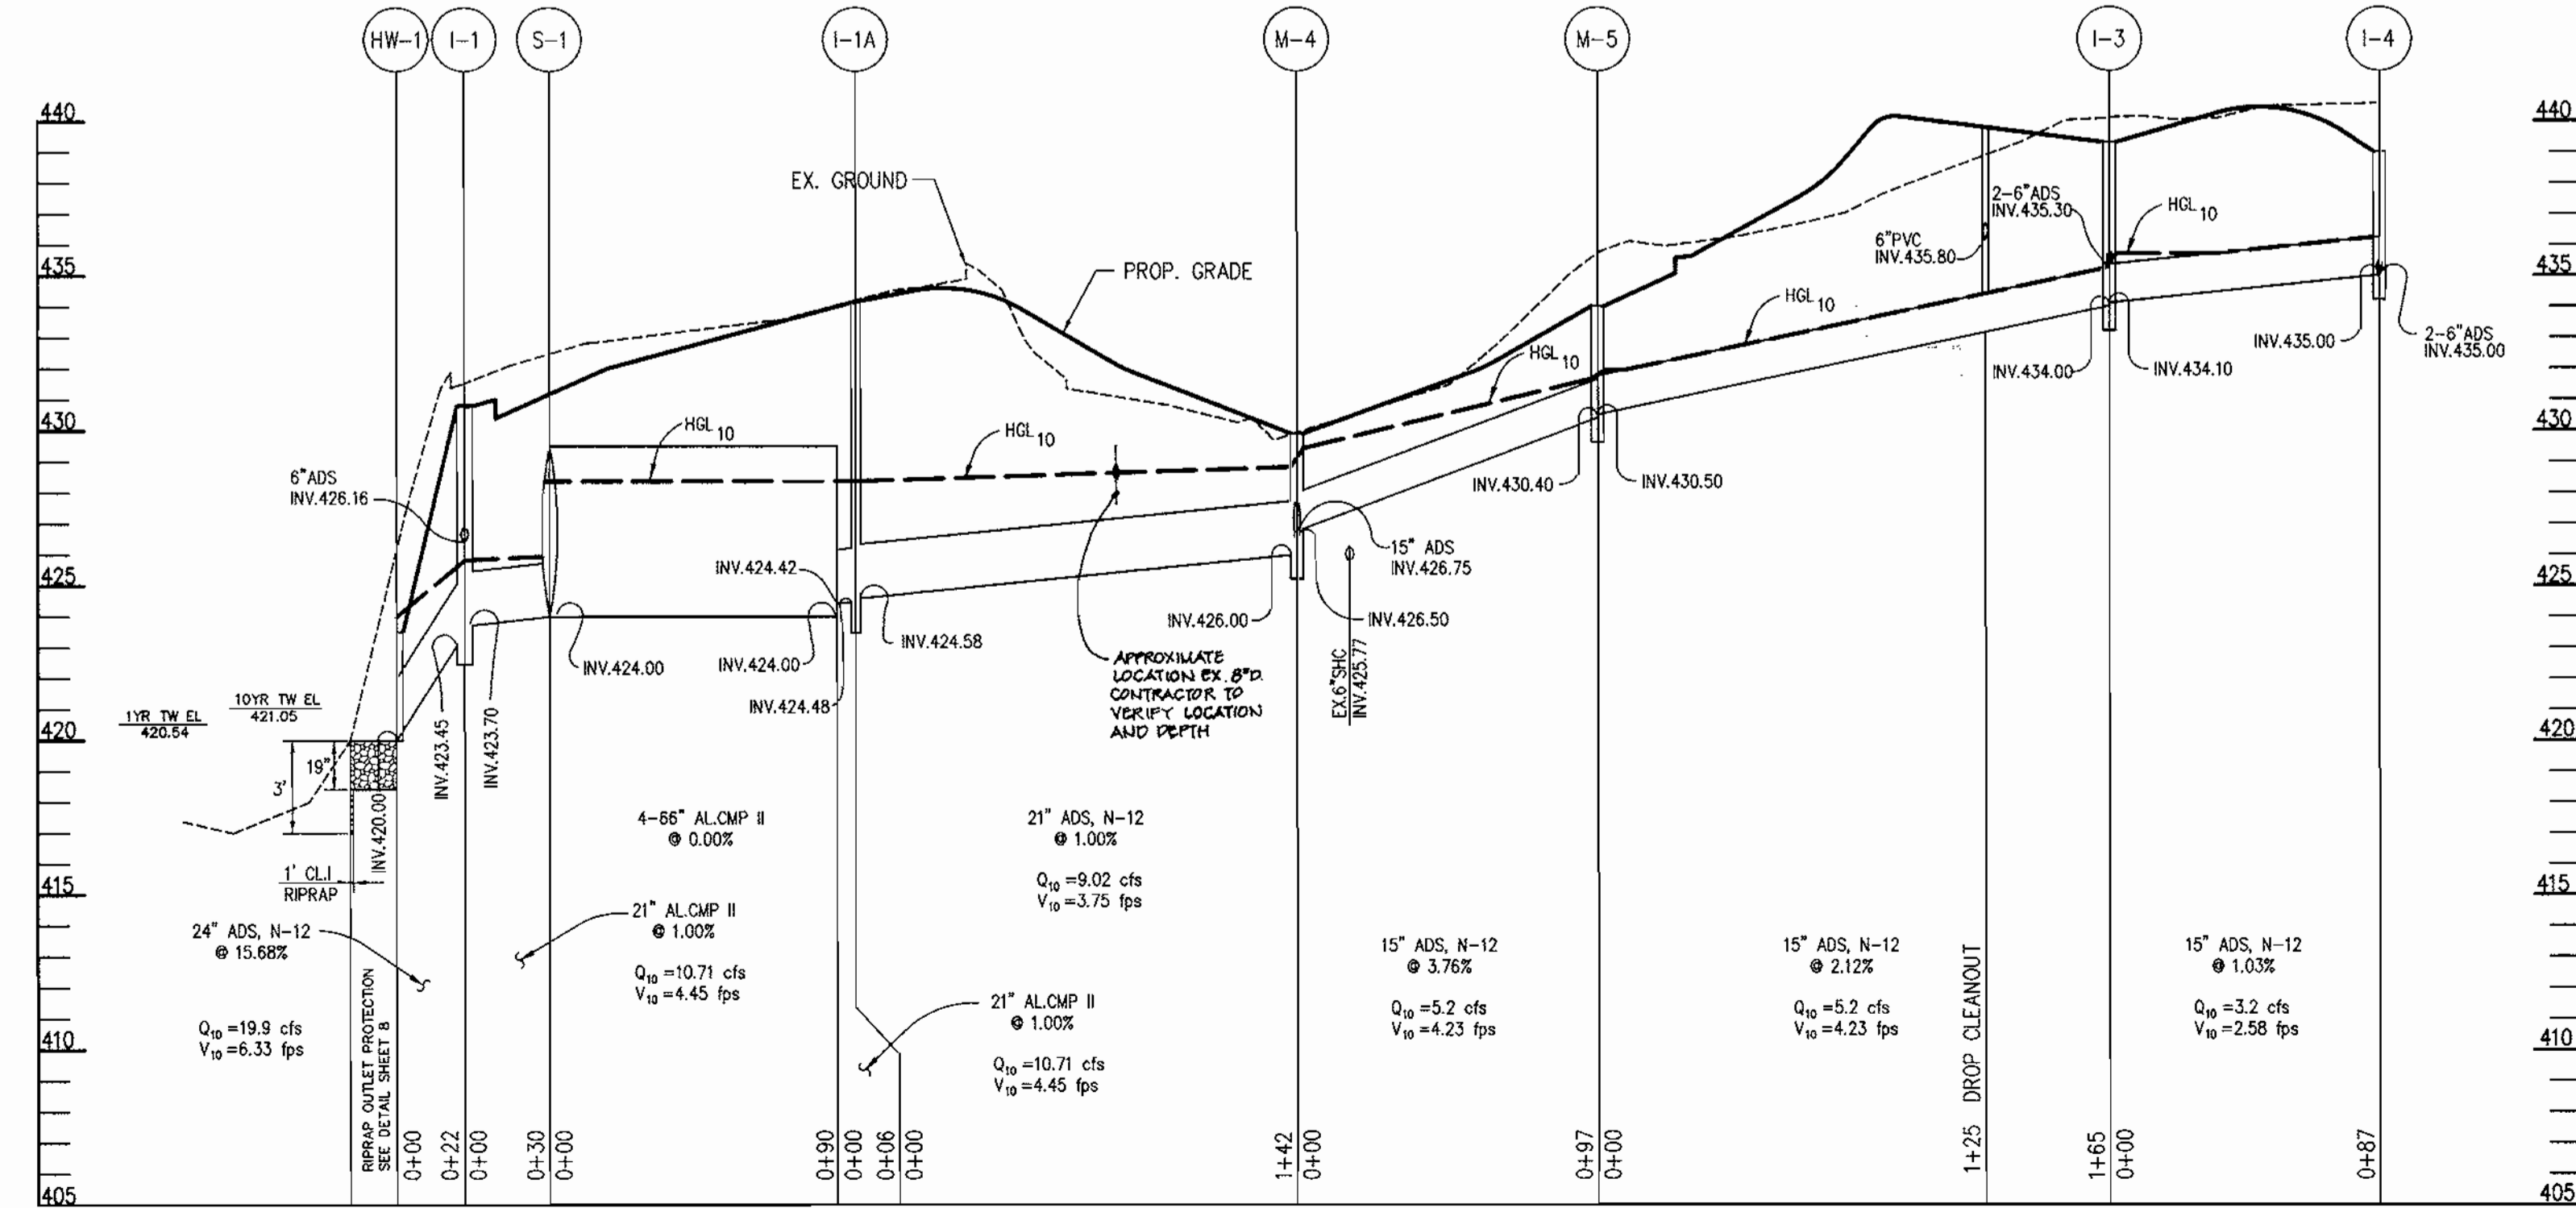 HW-1
I-1
S-1
I-1A
M-4
M-5
I-3
I-4
440
435
430
425
420
415
410
405
440
435
430
425
420
415
410
405
EX. GROUND
PROP. GRADE
HGL 10
HGL 10
HGL 10
HGL 10
HGL 10
6"ADS
INV.426.16
2-6"ADS
INV.435.30
6"PVC
INV.435.80
INV.435.00
2-6"ADS
INV.435.00
INV.434.00
INV.434.10
INV.430.40
INV.430.50
15" ADS
INV.426.75
INV.426.00
INV.426.50
EX.6"SHC
INV.425.77
INV.424.42
INV.424.58
INV.424.00
INV.424.00
INV.424.48
APPROXIMATE
LOCATION EX. 8"D.
CONTRACTOR TO
VERIFY LOCATION
AND DEPTH
1YR TW EL
420.54
10YR TW EL
421.05
3'
19"
INV.420.00
INV.423.45
INV.423.70
1' CL.I
RIPRAP
24" ADS, N-12
@ 15.68%
Q10 =19.9 cfs
V10 =6.33 fps
4-66" AL.CMP II
@ 0.00%
21" AL.CMP II
@ 1.00%
Q10 =10.71 cfs
V10 =4.45 fps
21" ADS, N-12
@ 1.00%
Q10 =9.02 cfs
V10 =3.75 fps
21" AL.CMP II
@ 1.00%
Q10 =10.71 cfs
V10 =4.45 fps
15" ADS, N-12
@ 3.76%
Q10 =5.2 cfs
V10 =4.23 fps
15" ADS, N-12
@ 2.12%
Q10 =5.2 cfs
V10 =4.23 fps
15" ADS, N-12
@ 1.03%
Q10 =3.2 cfs
V10 =2.58 fps
RIPRAP OUTLET PROTECTION
SEE DETAIL SHEET 8
0+00
0+22
0+00
0+30
0+00
0+90
0+00
0+06
0+00
1+42
0+00
0+97
0+00
1+25 DROP CLEANOUT
1+65
0+00
0+87